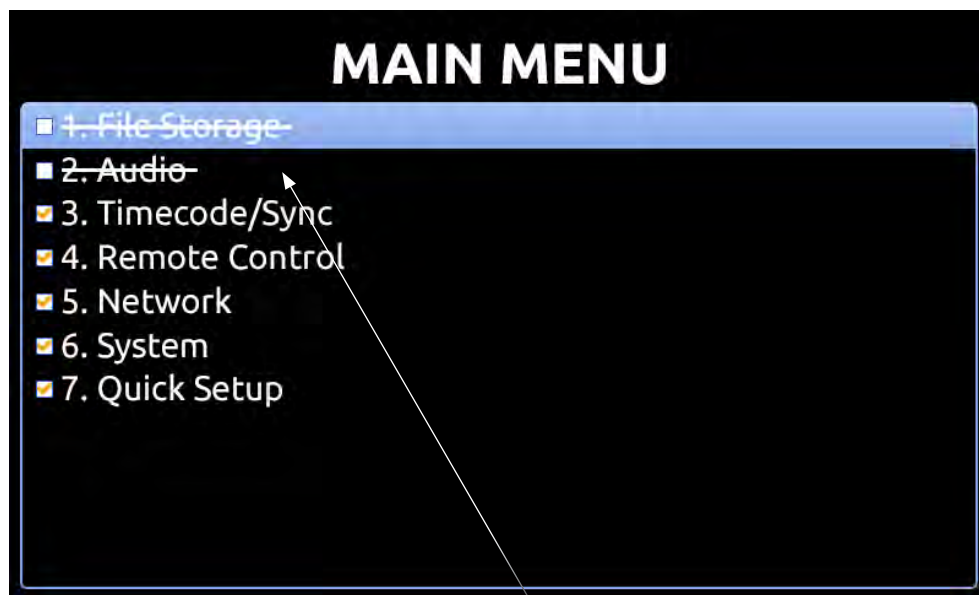 MAIN MENU
1. File Storage
2. Audio
3. Timecode/Sync
4. Remote Control
5. Network
6. System
7. Quick Setup